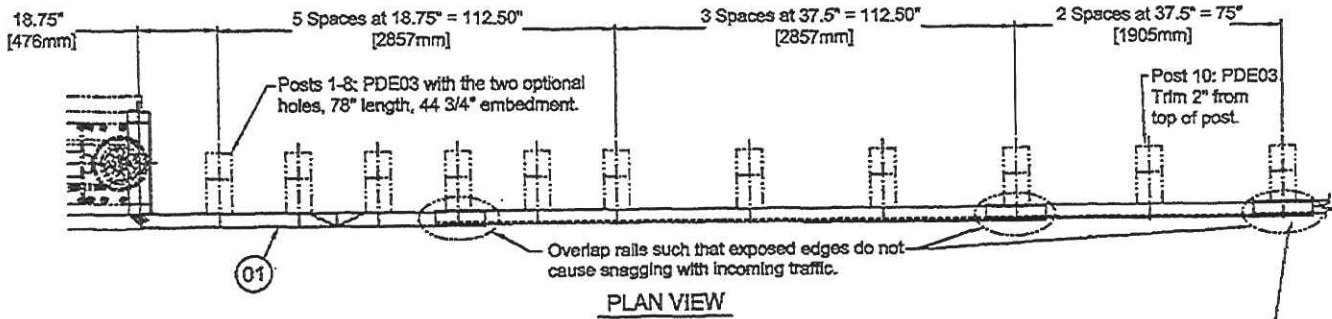 18.75"
[476mm]
5 Spaces at 18.75" = 112.50"
[2857mm]
3 Spaces at 37.5" = 112.50"
[2857mm]
2 Spaces at 37.5" = 75"
[1905mm]
Posts 1-8: PDE03 with the two optional
holes, 78" length, 44 3/4" embedment.
Post 10: PDE03
Trim 2" from
top of post.
01
Overlap rails such that exposed edges do not
cause snagging with incoming traffic.
PLAN VIEW